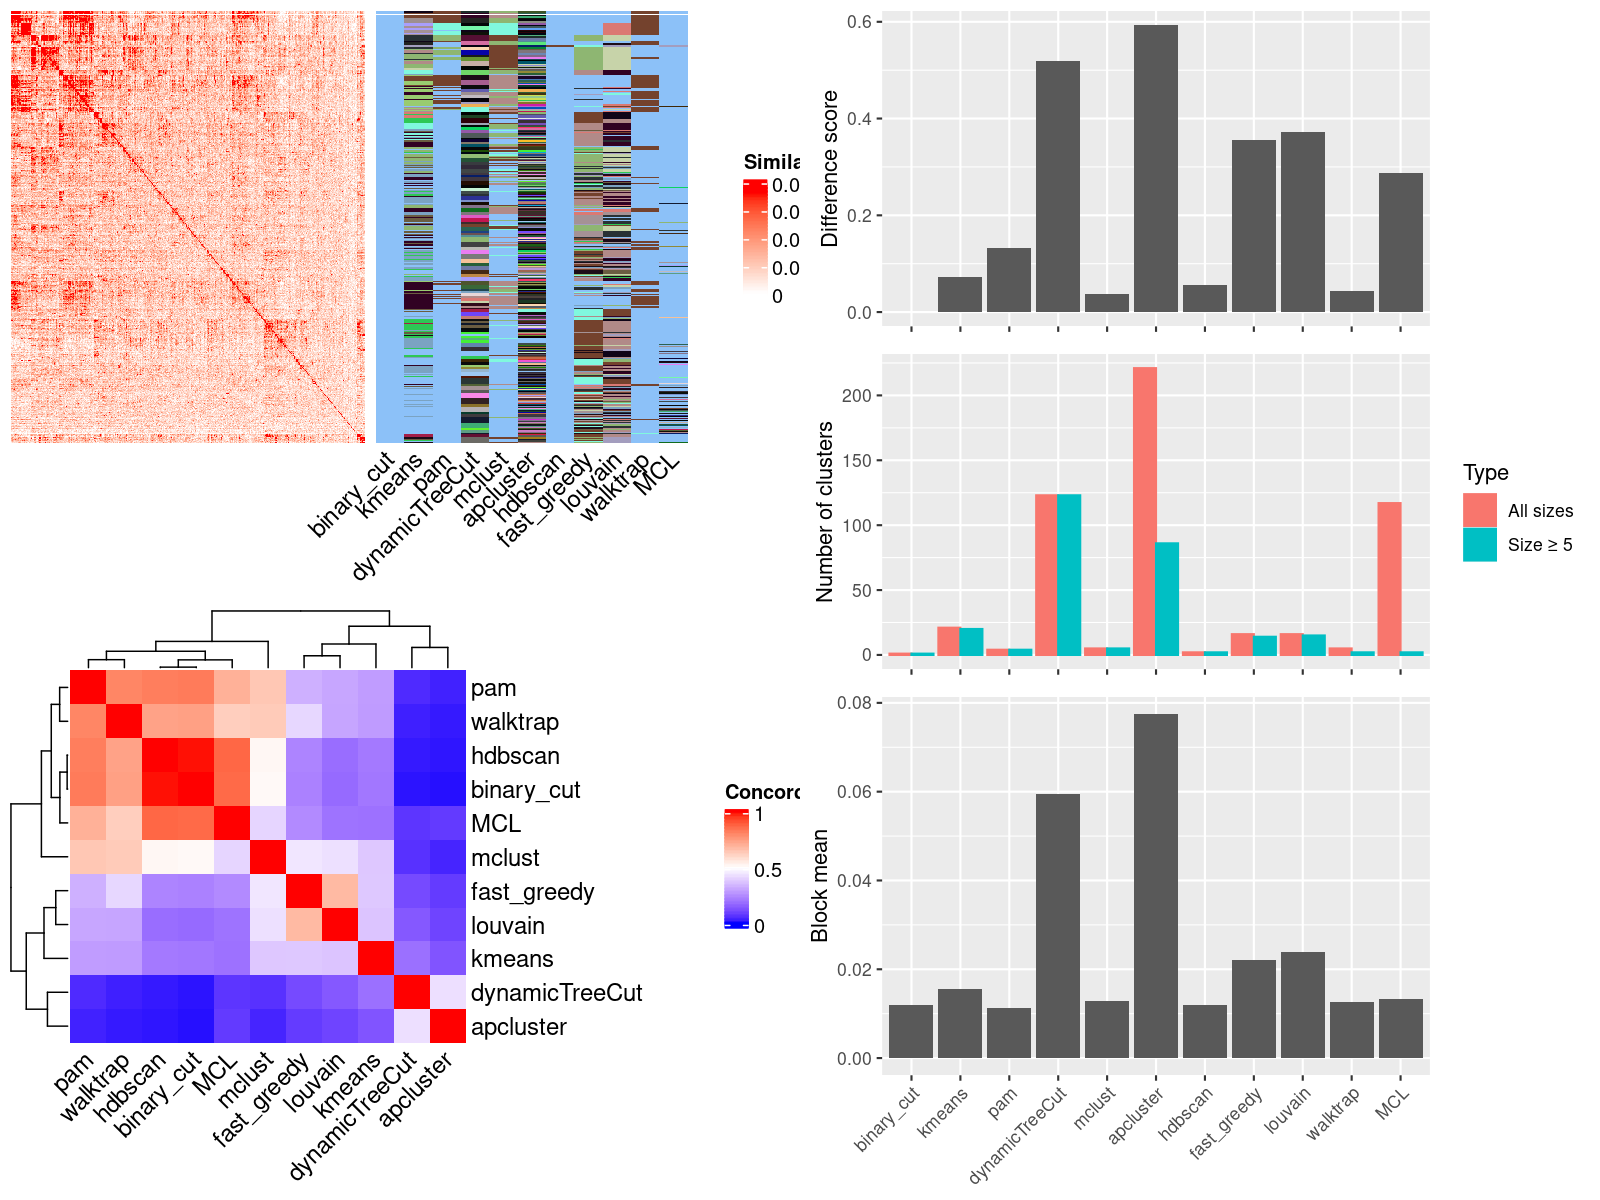 Simila
0.0
0.0
0.0
0.0
0
binary_cut
kmeans
pam
dynamicTreeCut
mclust
apcluster
hdbscan
fast_greedy
louvain
walktrap
MCL
pam
walktrap
hdbscan
binary_cut
MCL
mclust
fast_greedy
louvain
kmeans
dynamicTreeCut
apcluster
Concord
1
0.5
0
pam
walktrap
hdbscan
binary_cut
MCL
mclust
fast_greedy
louvain
kmeans
dynamicTreeCut
apcluster
Difference score
0.6
0.4
0.2
0.0
Number of clusters
200
150
100
50
0
Type
All sizes
Size ≥ 5
Block mean
0.08
0.06
0.04
0.02
0.00
binary_cut
kmeans
pam
dynamicTreeCut
mclust
apcluster
hdbscan
fast_greedy
louvain
walktrap
MCL